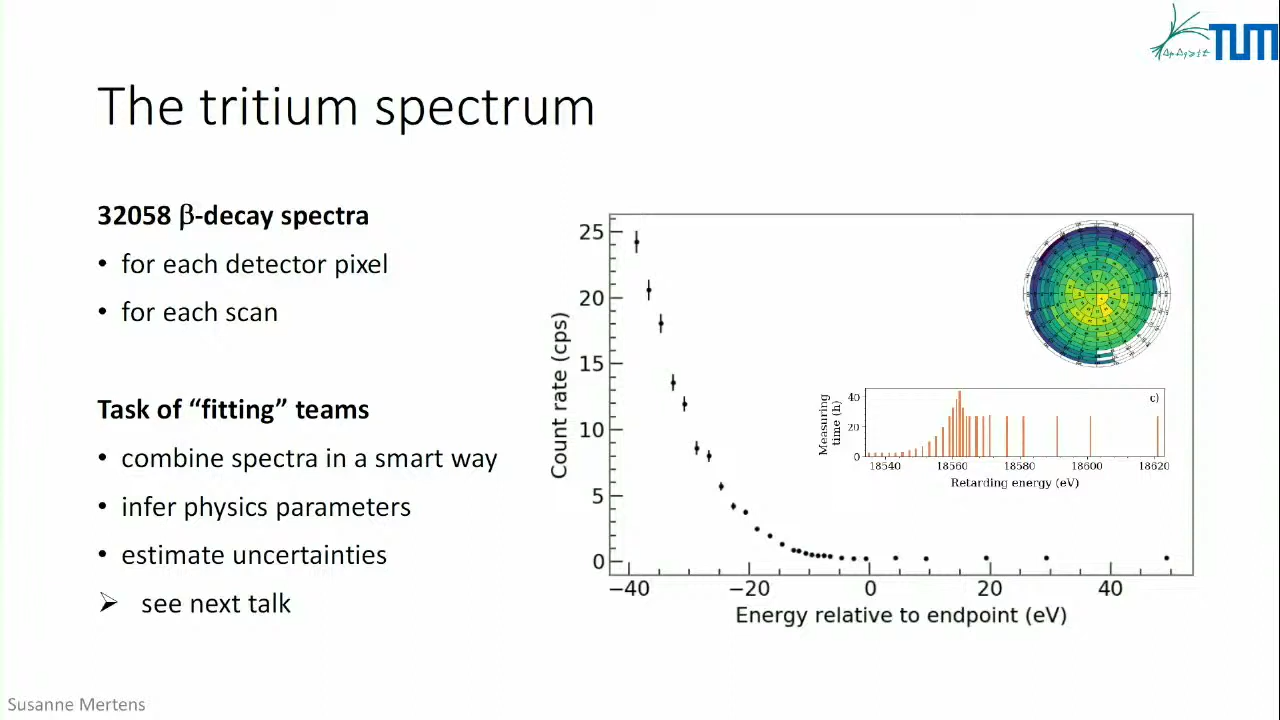 TUM
The tritium spectrum
32058 β-decay spectra
• for each detector pixel
• for each scan
Task of “fitting” teams
• combine spectra in a smart way
• infer physics parameters
• estimate uncertainties
➢ see next talk
Count rate (cps)
25
20
15
10
5
0
−40 −20 0 20 40
Energy relative to endpoint (eV)
Measuring
time (h)
40
20
0
c)
18540 18560 18580 18600 18620
Retarding energy (eV)
Susanne Mertens